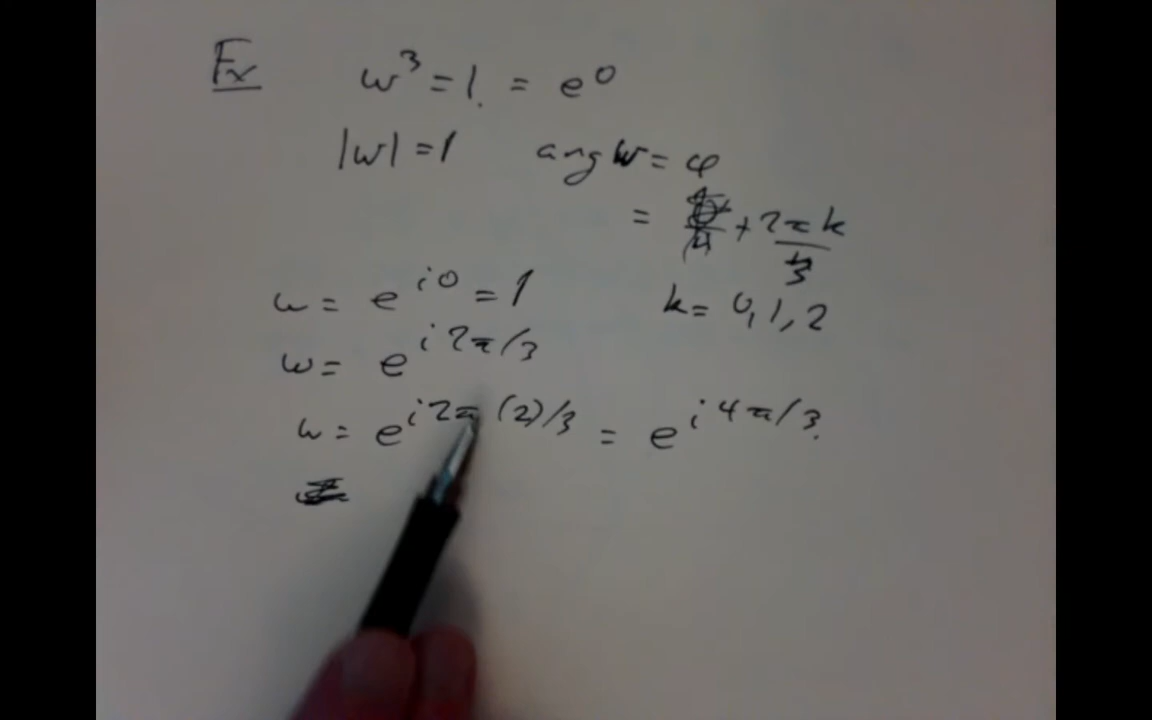 Ex w³ = 1. = e⁰
|w| = 1 arg w = φ
= + 2πk/3
w = e^{i0} = 1 k = 0, 1, 2
w = e^{i2π/3}
w = e^{i2π(2)/3} = e^{i4π/3}.